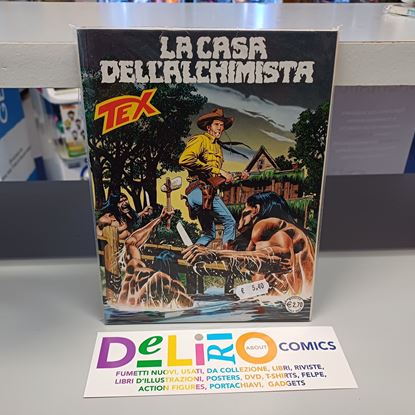 LA CASA
DELL'ALCHIMISTA
TEX
€ 5,40
€ 2,70
DeLiRiO ABOUT COMICS
FUMETTI NUOVI, USATI, DA COLLEZIONE, LIBRI, RIVISTE,
LIBRI D'ILLUSTRAZIONI, POSTERS, DVD, T-SHIRTS, FELPE,
ACTION FIGURES, PORTACHIAVI, GADGETS